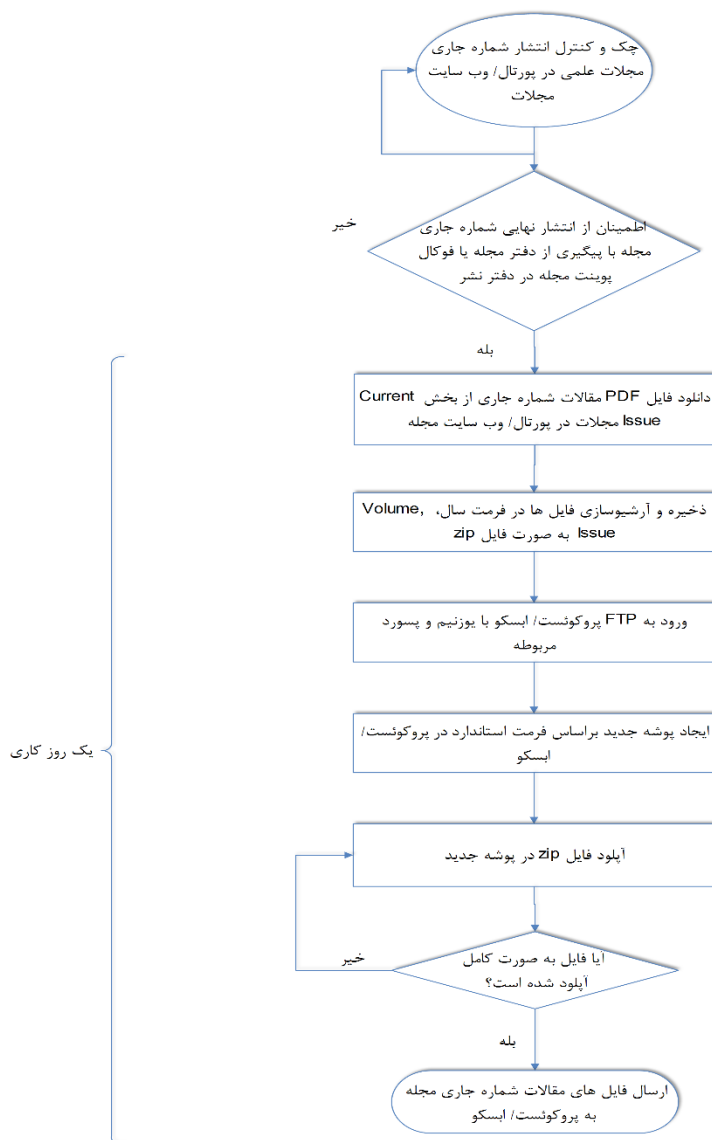 چک و کنترل انتشار شماره جاری
مجلات علمی در پورتال/ وب سایت
مجلات
خیر
اطمینان از انتشار نهایی شماره جاری
مجله با پیگیری از دفتر مجله یا فوکال
پوینت مجله در دفتر نشر
بله
دانلود فایل PDF مقالات شماره جاری از بخش Current
Issue مجلات در پورتال/ وب سایت مجله
ذخیره و آرشیوسازی فایل ها در فرمت سال، Volume,
Issue به صورت فایل zip
ورود به FTP پروکوئست/ ابسکو با یوزنیم و پسورد
مربوطه
یک روز کاری
ایجاد پوشه جدید براساس فرمت استاندارد در پروکوئست/
ابسکو
آپلود فایل zip در پوشه جدید
آیا فایل به صورت کامل
آپلود شده است؟
خیر
بله
ارسال فایل های مقالات شماره جاری مجله
به پروکوئست/ ابسکو